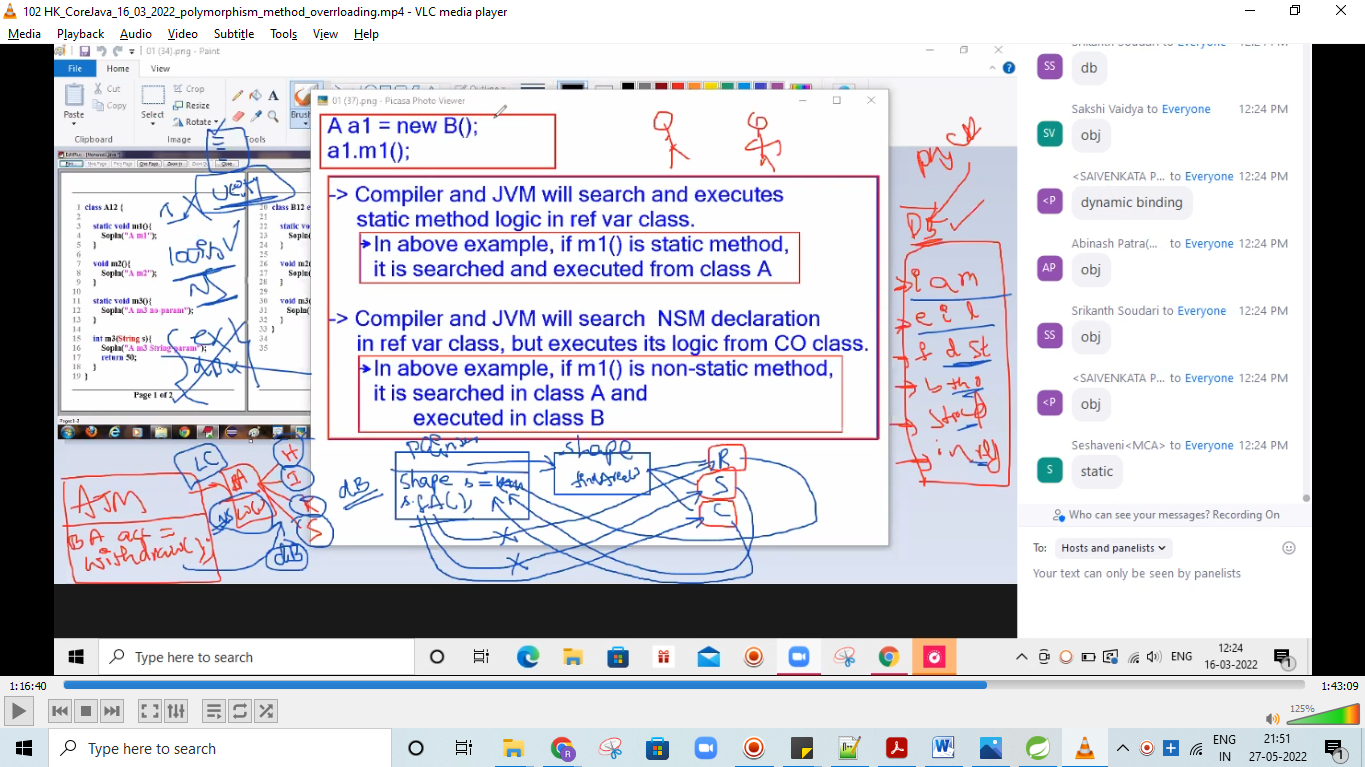 102 HK_CoreJava_16_03_2022_polymorphism_method_overloading.mp4 - VLC media player
Media Playback Audio Video Subtitle Tools View Help
01 (34).png - Paint
File Home View
Paste
Cut
Copy
Clipboard
Select
Crop
Resize
Rotate
Image
Tools
Brush
01 (37).png - Picasa Photo Viewer
A a1 = new B();
a1.m1();
-> Compiler and JVM will search and executes
static method logic in ref var class.
In above example, if m1() is static method,
it is searched and executed from class A
-> Compiler and JVM will search NSM declaration
in ref var class, but executes its logic from CO class.
In above example, if m1() is non-static method,
it is searched in class A and
executed in class B
1 class A12 {
2
3 static void m1(){
4 Sopln("A m1");
5 }
6
7 void m2(){
8 Sopln("A m2");
9 }
10
11 static void m3(){
12 Sopln("A m3 no-param");
13 }
14
15 int m3(String s){
16 Sopln("A m3 String-param");
17 return 50;
18 }
19 }
Page 1 of 2
20 class B12 e
21
22 static vo
23 Sopln(
24 }
25
26 void m2(
27 Sopln(
28 }
29
30 void m3(
31 Sopln(
32 }
33 }
34
35
LC
BA
H
I
K
S
AJM
BA act =
withdraw();
dB
dB
shape
shape s =
findArea()
R
S
C
DB
i am
e i l
f d st
in
Srikanth Soudari to Everyone 12:24 PM
SS
db
Sakshi Vaidya to Everyone 12:24 PM
SV
obj
<SAIVENKATA P... to Everyone 12:24 PM
<P
dynamic binding
Abinash Patra(... to Everyone 12:24 PM
AP
obj
Srikanth Soudari to Everyone 12:24 PM
SS
obj
<SAIVENKATA P... to Everyone 12:24 PM
<P
obj
Seshaveni<MCA> to Everyone 12:24 PM
S
static
Who can see your messages? Recording On
To: Hosts and panelists
Your text can only be seen by panelists
Type here to search
ENG
12:24
16-03-2022
1
1:16:40
1:43:09
125%
Type here to search
ENG
IN
21:51
27-05-2022
1